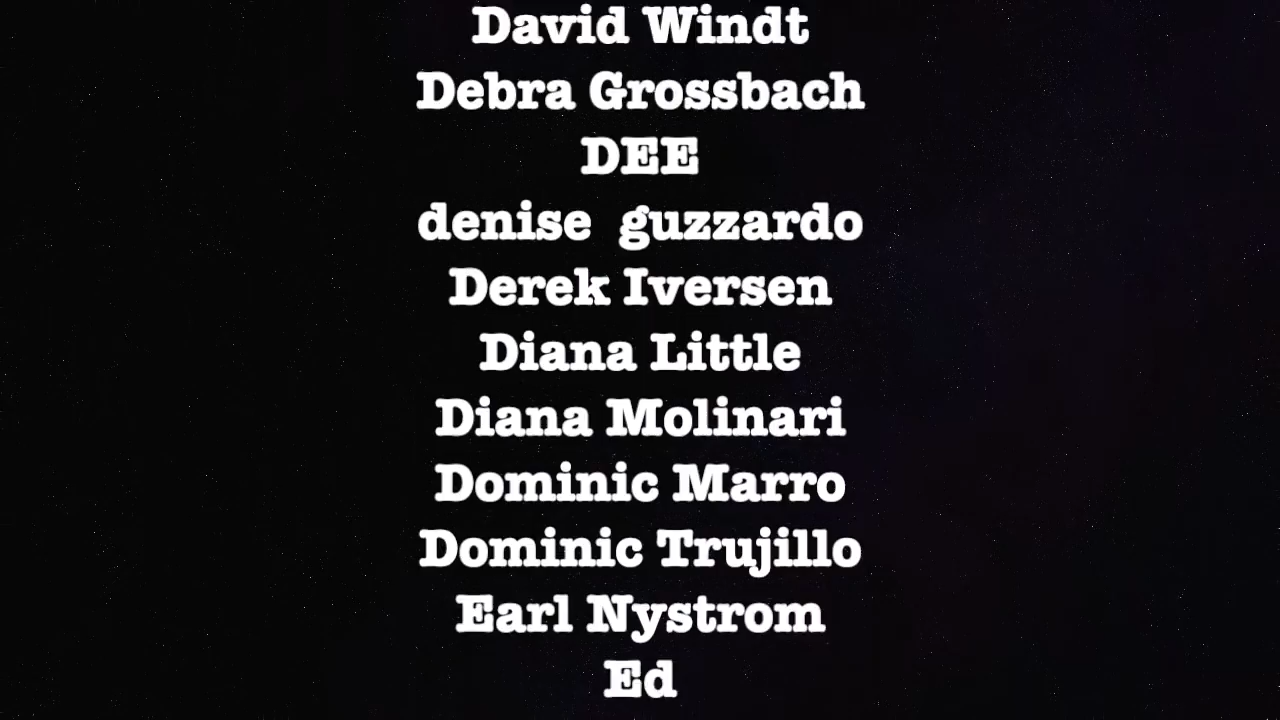 David Windt
Debra Grossbach
DEE
denise  guzzardo
Derek Iversen
Diana Little
Diana Molinari
Dominic Marro
Dominic Trujillo
Earl Nystrom
Ed